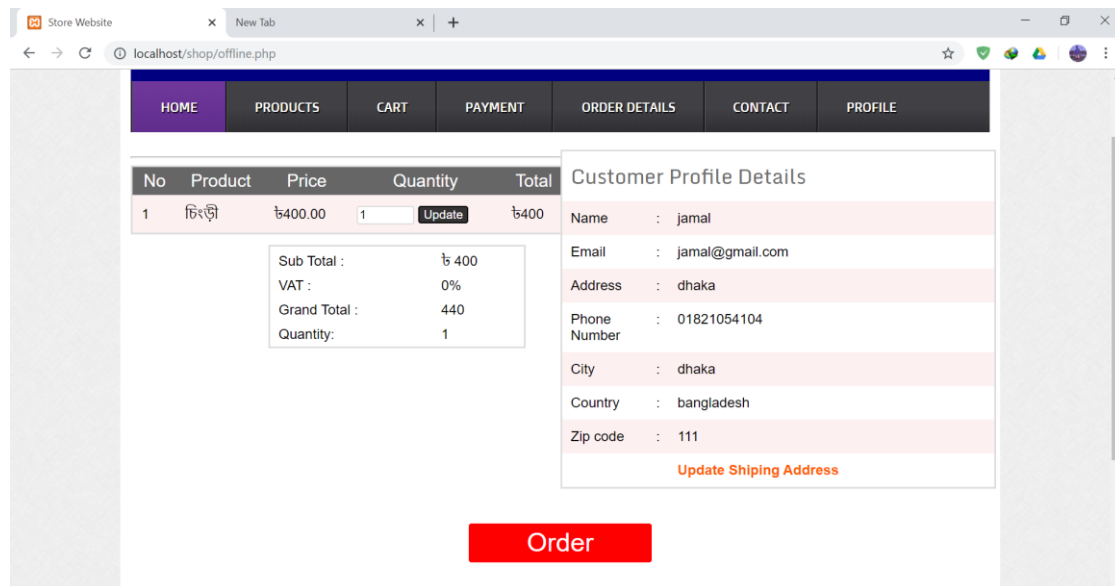 Store Website
New Tab
localhost/shop/offline.php
HOME PRODUCTS CART PAYMENT ORDER DETAILS CONTACT PROFILE
No Product Price Quantity Total
1 চিংড়ী ৳400.00 1 Update ৳400
Sub Total : ৳ 400
VAT : 0%
Grand Total : 440
Quantity: 1
Customer Profile Details
Name : jamal
Email : jamal@gmail.com
Address : dhaka
Phone Number : 01821054104
City : dhaka
Country : bangladesh
Zip code : 111
Update Shiping Address
Order